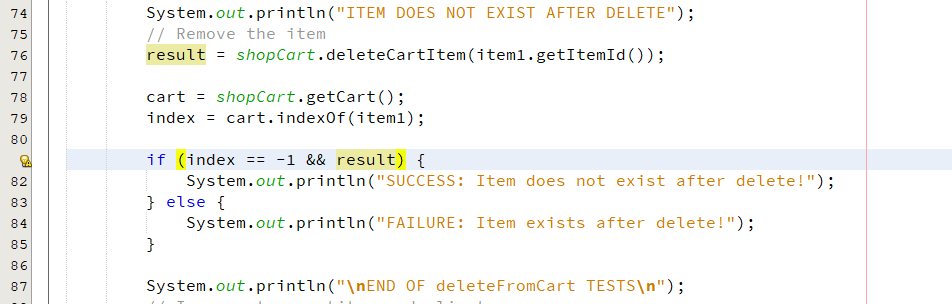 74 System.out.println("ITEM DOES NOT EXIST AFTER DELETE");
75 // Remove the item
76 result = shopCart.deleteCartItem(item1.getItemId());
77
78 cart = shopCart.getCart();
79 index = cart.indexOf(item1);
80
if (index == -1 && result) {
82 System.out.println("SUCCESS: Item does not exist after delete!");
83 } else {
84 System.out.println("FAILURE: Item exists after delete!");
85 }
86
87 System.out.println("\nEND OF deleteFromCart TESTS\n");